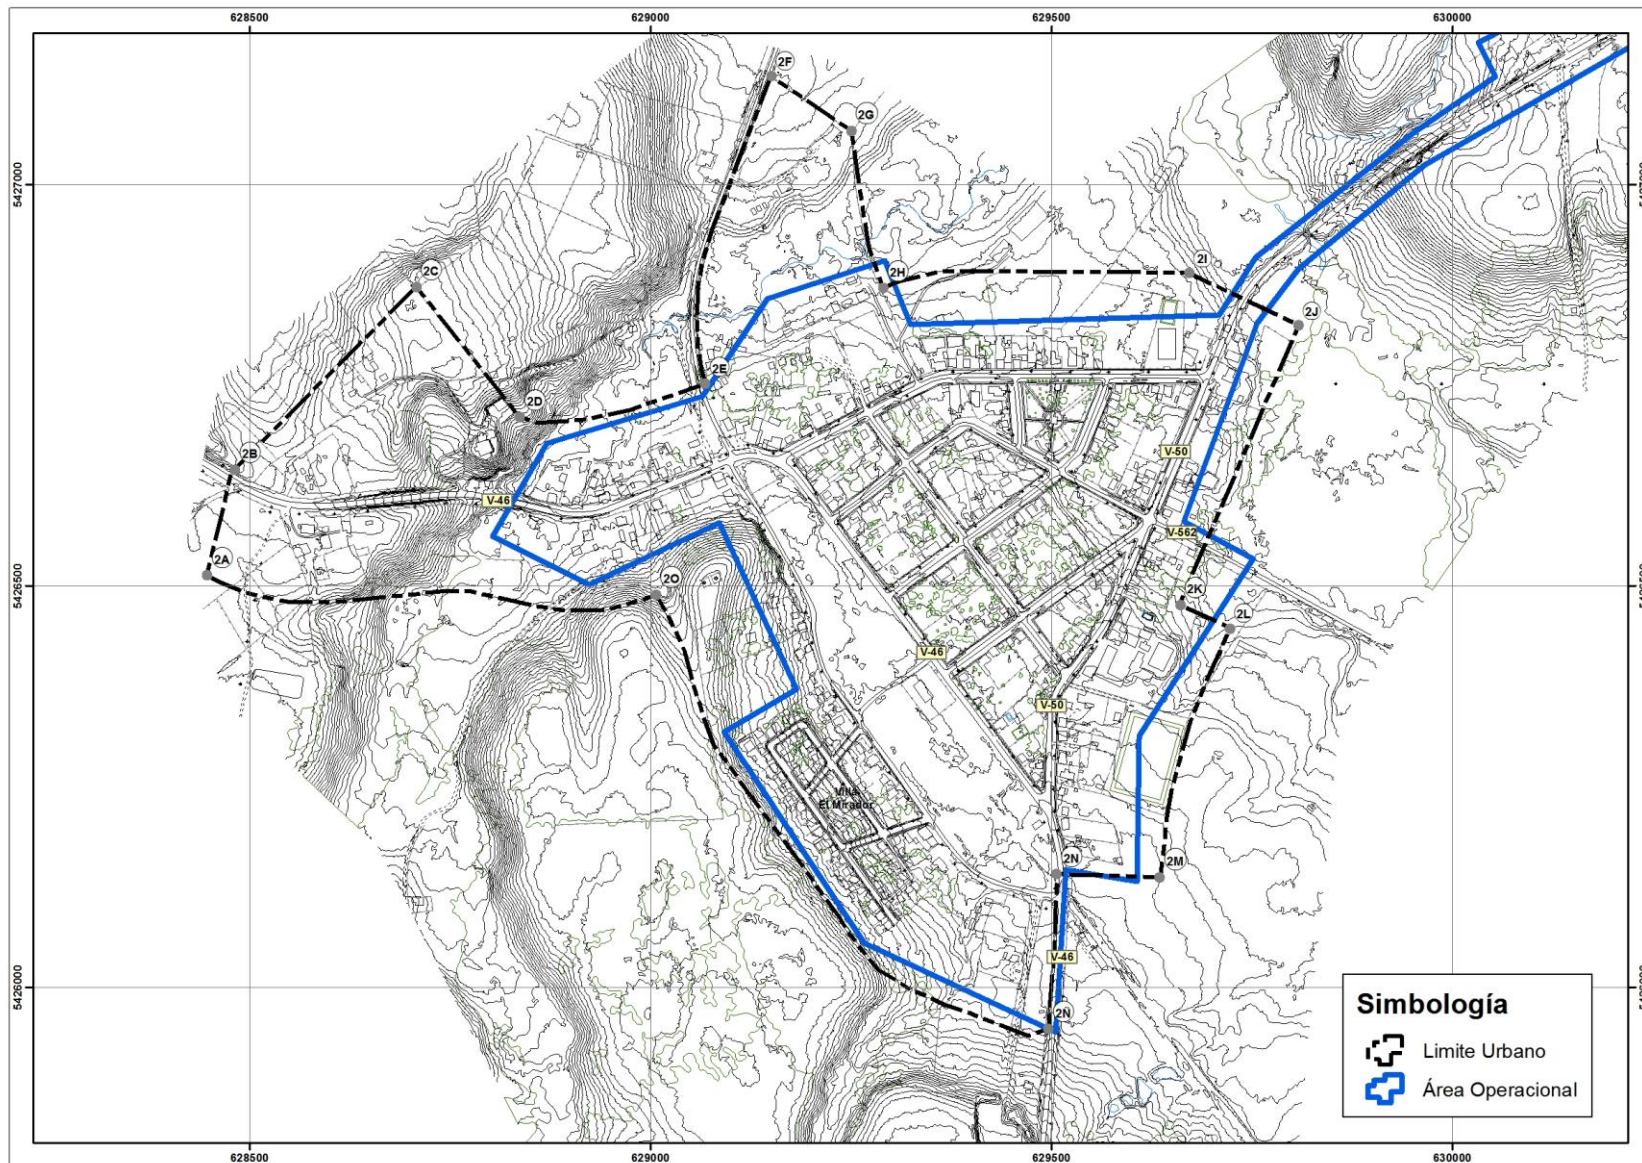 628500
629000
629500
630000
2F
2G
5427000
2C
2H
2I
2J
2E
2D
V-50
2B
V-46
V-562
2A
5426500
2O
2K
2L
V-46
V-50
Villa
El Mirador
2N
2M
V-46
5426000
2Ñ
Simbología
Limite Urbano
Área Operacional
628500
629000
629500
630000